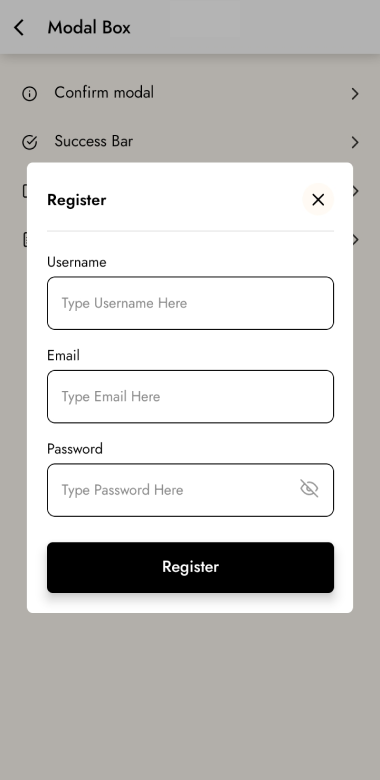 Modal Box
Confirm modal
Success Bar
Register
Username
Type Username Here
Email
Type Email Here
Password
Type Password Here
Register